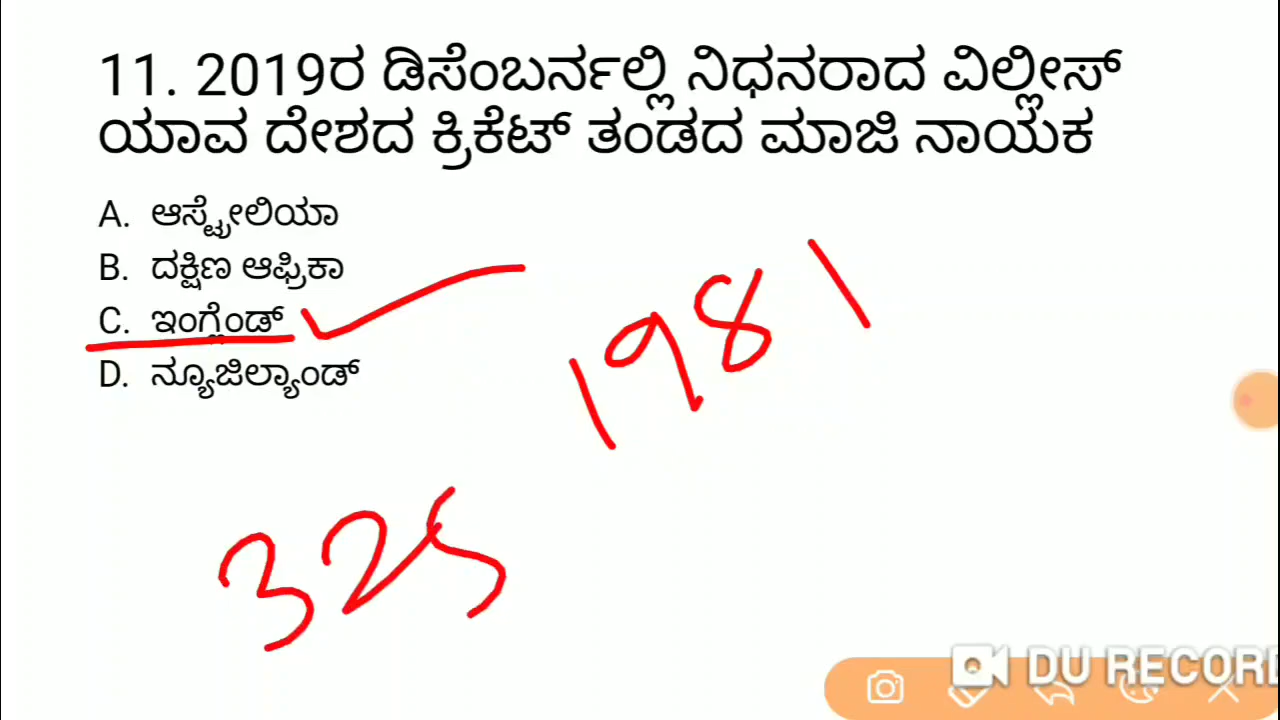 11. 2019ರ ಡಿಸೆಂಬರ್ನಲ್ಲಿ ನಿಧನರಾದ ವಿಲ್ಲೀಸ್
ಯಾವ ದೇಶದ ಕ್ರಿಕೆಟ್ ತಂಡದ ಮಾಜಿ ನಾಯಕ
A. ಆಸ್ಟ್ರೇಲಿಯಾ
B. ದಕ್ಷಿಣ ಆಫ್ರಿಕಾ
C. ಇಂಗ್ಲೆಂಡ್
D. ನ್ಯೂಜಿಲ್ಯಾಂಡ್
1981
325
DU RECORD